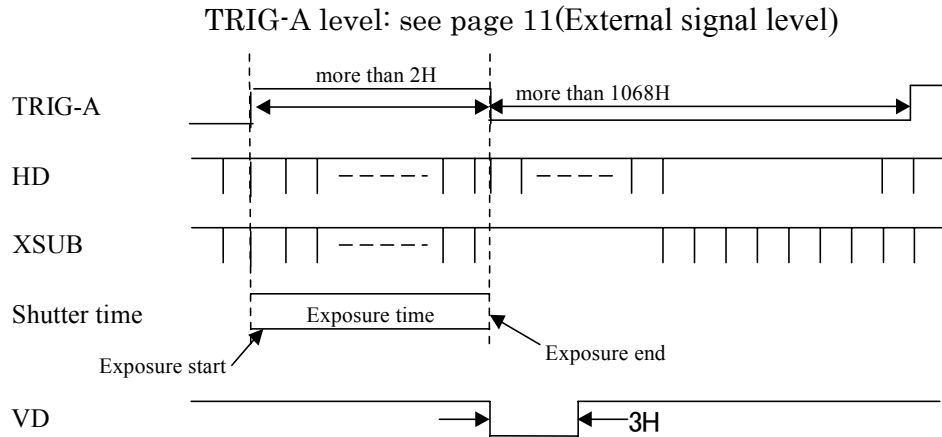 TRIG-A level: see page 11(External signal level)
more than 2H
more than 1068H
TRIG-A
HD
XSUB
Shutter time
Exposure time
Exposure start
Exposure end
VD
3H